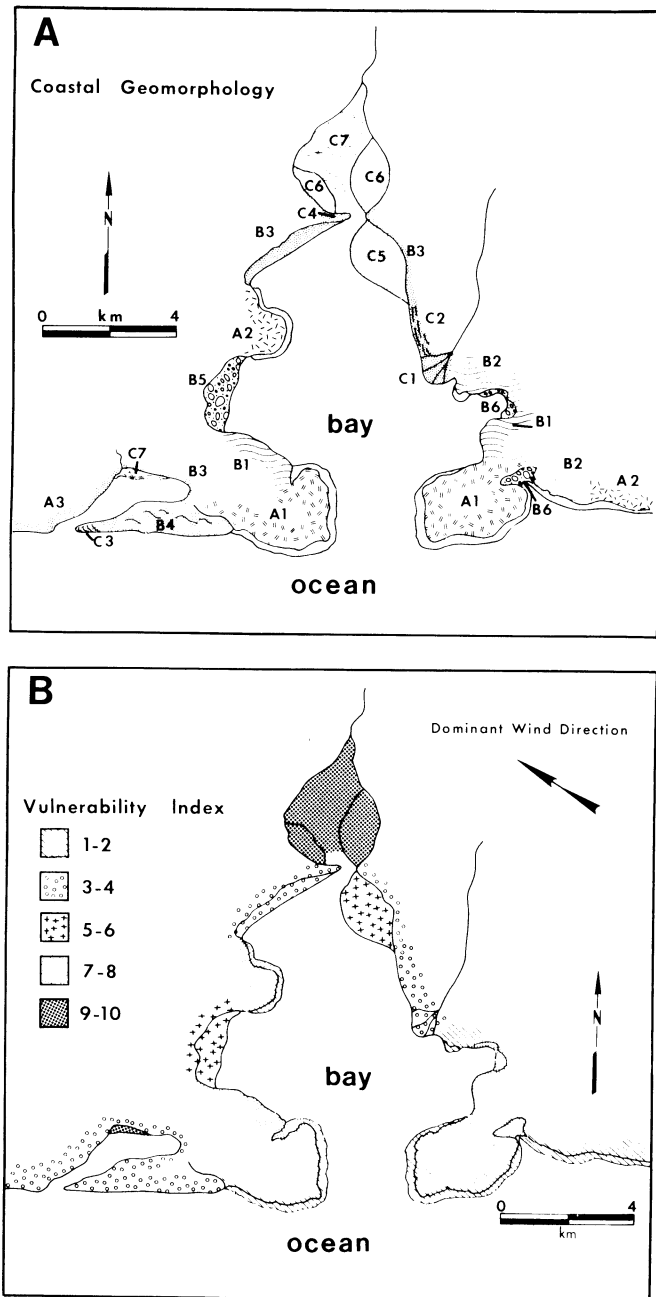 A
Coastal Geomorphology
C7
C6
C6
C4
N
B3
B3
C5
0 km 4
C2
A2
C1
B2
B5
B6
bay
B1
C7
B3
B1
B2
A3
A2
A1
A1
B4
B6
C3
ocean
B
Dominant Wind Direction
Vulnerability Index
1-2
3-4
5-6
7-8
9-10
N
bay
0 4
km
ocean